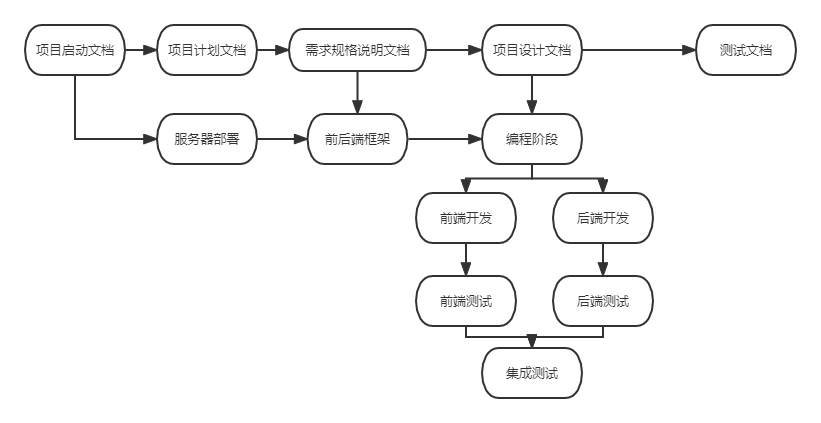 项目启动文档
项目计划文档
需求规格说明文档
项目设计文档
测试文档
服务器部署
前后端框架
编程阶段
前端开发
后端开发
前端测试
后端测试
集成测试